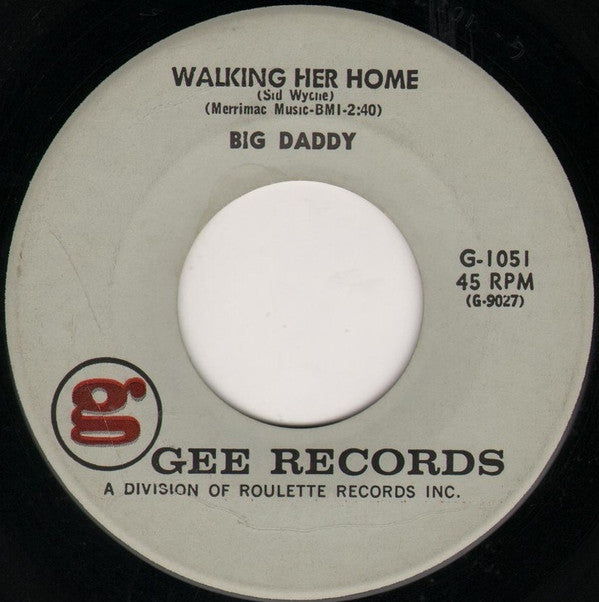 WALKING HER HOME
(Sid Wyche)
(Merrimac Music-BMI-2:40)
BIG DADDY
G-1051
45 RPM
(G-9027)
g
GEE RECORDS
A DIVISION OF ROULETTE RECORDS INC.